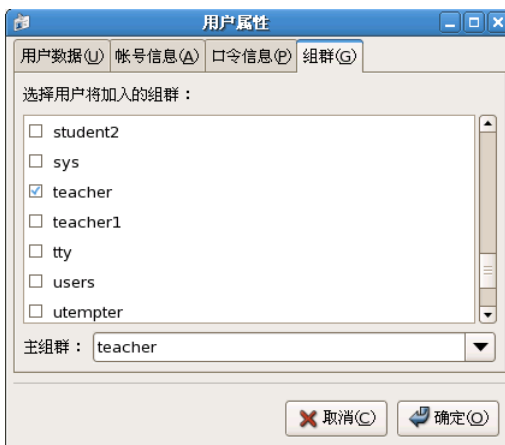 用户属性
用户数据(U) 帐号信息(A) 口令信息(P) 组群(G)
选择用户将加入的组群：
student2
sys
teacher
teacher1
tty
users
utempter
主组群： teacher
取消(C) 确定(O)